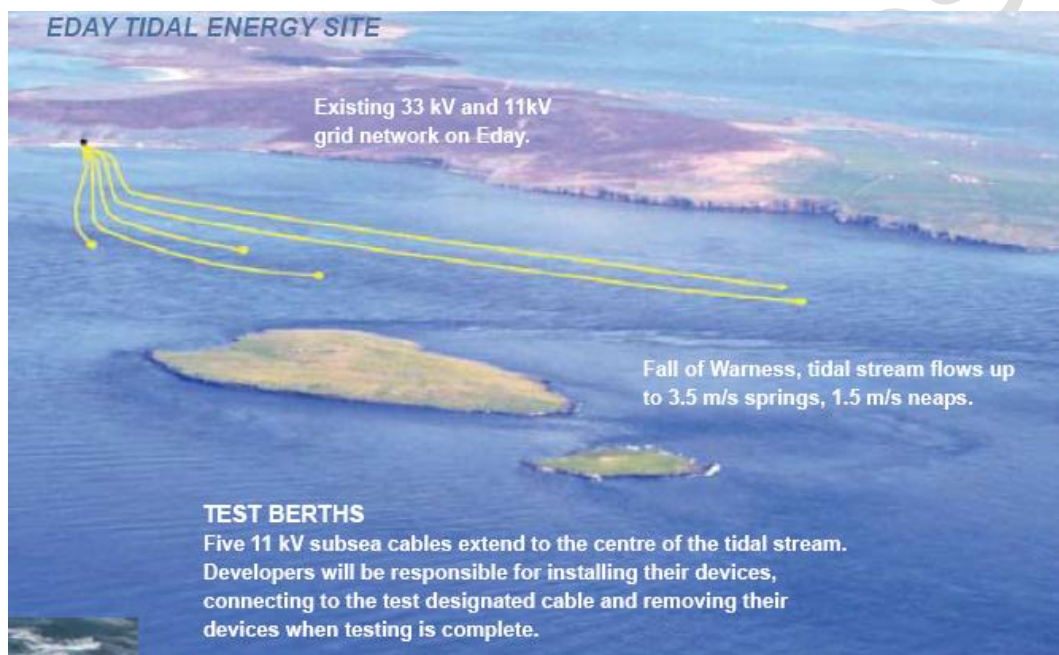 EDAY TIDAL ENERGY SITE
Existing 33 kV and 11kV
grid network on Eday.
Fall of Warness, tidal stream flows up
to 3.5 m/s springs, 1.5 m/s neaps.
TEST BERTHS
Five 11 kV subsea cables extend to the centre of the tidal stream.
Developers will be responsible for installing their devices,
connecting to the test designated cable and removing their
devices when testing is complete.